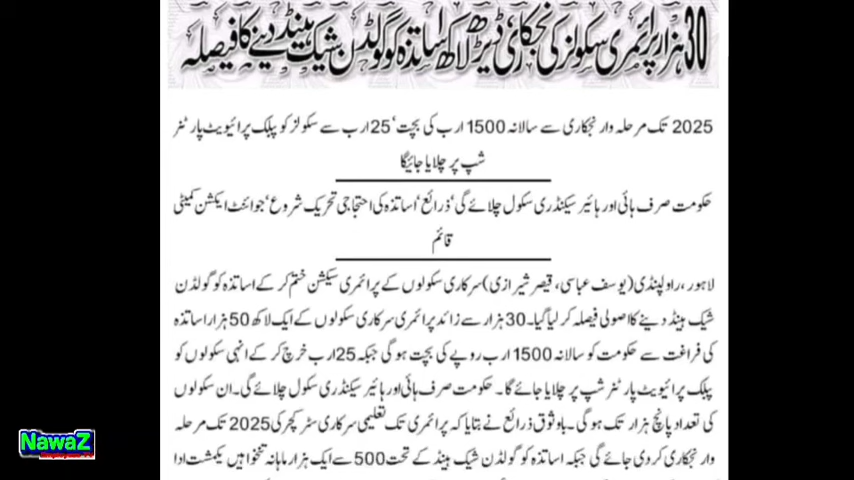 30 ہزار پرائمری سکولز کی نجکاری ڈیڑھ لاکھ اساتذہ کو گولڈن شیک ہینڈ دینے کا فیصلہ
2025 تک مرحلہ وار نجکاری سے سالانہ 1500 ارب کی بچت ‘25 ارب سے سکولز کو پبلک پرائیویٹ پارٹنر
شپ پر چلایا جائیگا
حکومت صرف ہائی اور ہائیر سیکنڈری سکول چلائے گی‘ ذرائع‘ اساتذہ کی احتجاجی تحریک شروع‘ جوائنٹ ایکشن کمیٹی
قائم
لاہور ،راولپنڈی (یوسف عباسی، قیصر شیرازی) سرکاری سکولوں کے پرائمری سیکشن ختم کر کے اساتذہ کو گولڈن
شیک ہینڈ دینے کا اصولی فیصلہ کر لیا گیا۔ 30 ہزار سے زائد پرائمری سرکاری سکولوں کے ایک لاکھ 50 ہزار اساتذہ
کی فراغت سے حکومت کو سالانہ 1500 ارب روپے کی بچت ہو گی جبکہ 25 ارب خرچ کر کے انہی سکولوں کو
پبلک پرائیویٹ پارٹنر شپ پر چلایا جائے گا۔ حکومت صرف ہائی اور ہائیر سیکنڈری سکول چلائے گی۔ ان سکولوں
کی تعداد پانچ ہزار تک ہو گی۔ باوثوق ذرائع نے بتایا کہ پرائمری تک تعلیمی سرکاری سٹرکچر کی 2025 تک مرحلہ
وار نجکاری کر دی جائے گی جبکہ اساتذہ کو گولڈن شیک ہینڈ کے تحت 500 سے ایک ہزار ماہانہ تنخواہیں یکمشت ادا
NawaZ